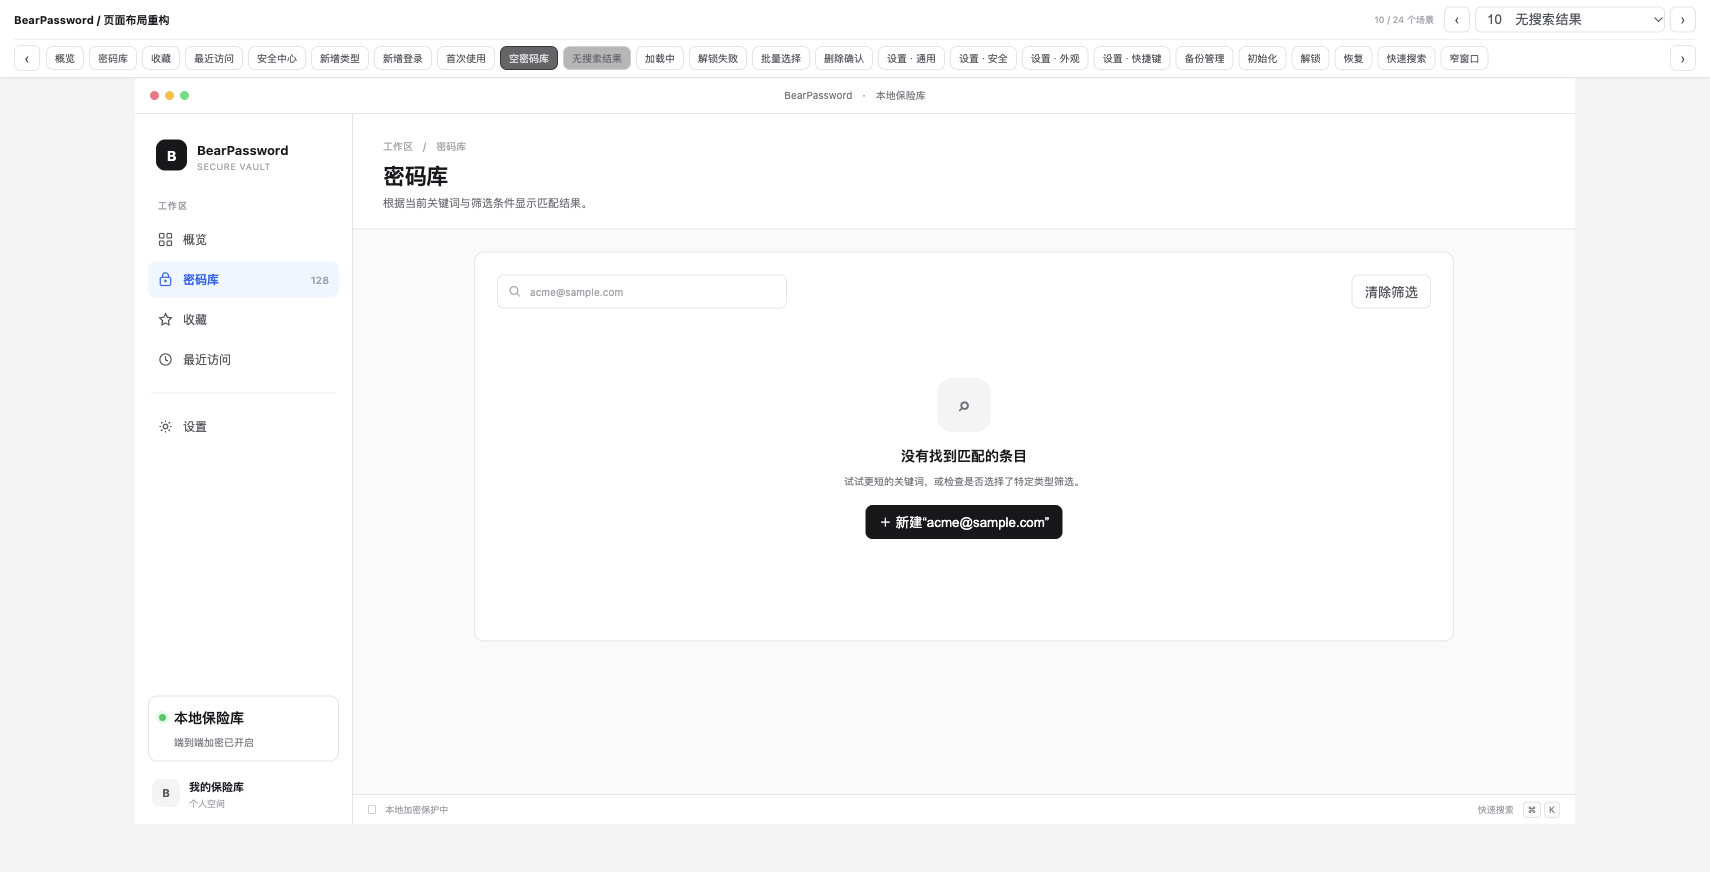 BearPassword / 页面布局重构
10 / 24 个场景
‹
10 无搜索结果
›
‹
概览
密码库
收藏
最近访问
安全中心
新增类型
新增登录
首次使用
空密码库
无搜索结果
加载中
解锁失败
批量选择
删除确认
设置 · 通用
设置 · 安全
设置 · 外观
设置 · 快捷键
备份管理
初始化
解锁
恢复
快速搜索
窄窗口
›
BearPassword · 本地保险库
B
BearPassword
SECURE VAULT
工作区
概览
密码库 128
收藏
最近访问
设置
本地保险库
端到端加密已开启
B
我的保险库
个人空间
工作区 / 密码库
密码库
根据当前关键词与筛选条件显示匹配结果。
acme@sample.com
清除筛选
没有找到匹配的条目
试试更短的关键词，或检查是否选择了特定类型筛选。
+ 新建“acme@sample.com”
本地加密保护中
快速搜索 ⌘ K